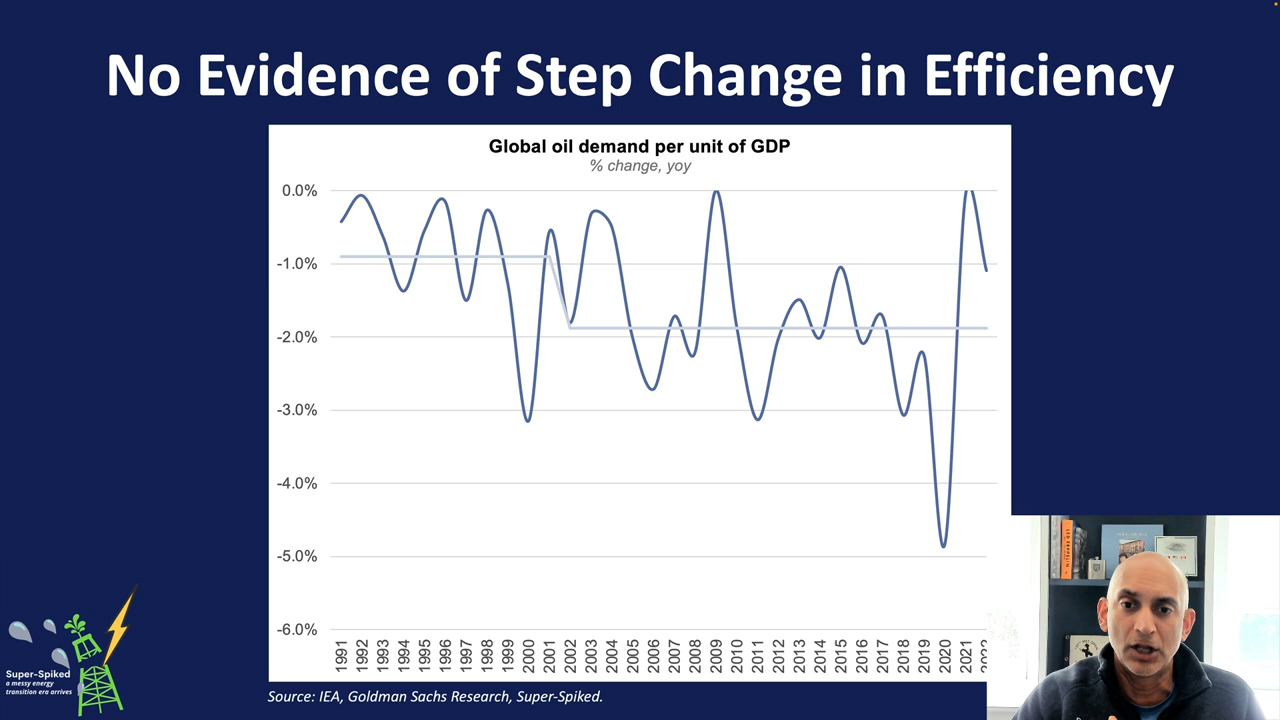 No Evidence of Step Change in Efficiency
Global oil demand per unit of GDP
% change, yoy
0.0%
-1.0%
-2.0%
-3.0%
-4.0%
-5.0%
-6.0%
1991 1992 1993 1994 1995 1996 1997 1998 1999 2000 2001 2002 2003 2004 2005 2006 2007 2008 2009 2010 2011 2012 2013 2014 2015 2016 2017 2018 2019 2020 2021
Source: IEA, Goldman Sachs Research, Super-Spiked.
Super-Spiked
a messy energy
transition era arrives
LED ZEPPELIN